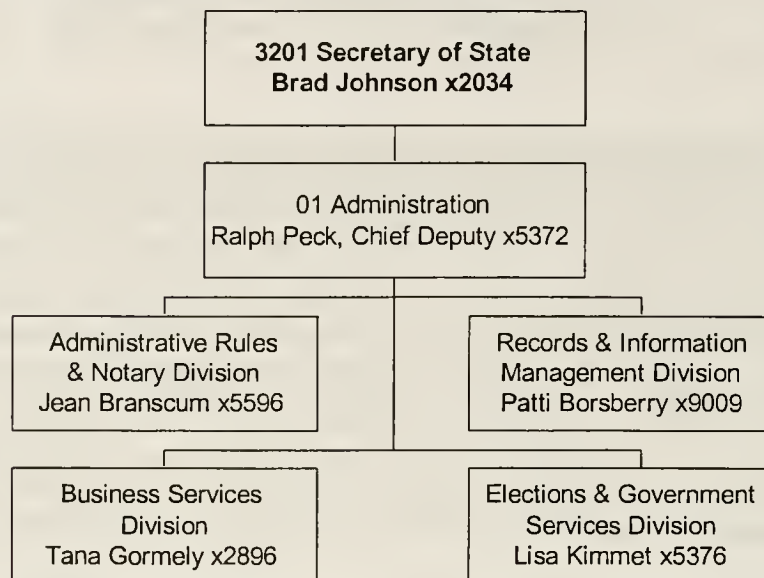 3201 Secretary of State
Brad Johnson x2034
01 Administration
Ralph Peck, Chief Deputy x5372
Administrative Rules
& Notary Division
Jean Branscum x5596
Records & Information
Management Division
Patti Borsberry x9009
Business Services
Division
Tana Gormely x2896
Elections & Government
Services Division
Lisa Kimmet x5376